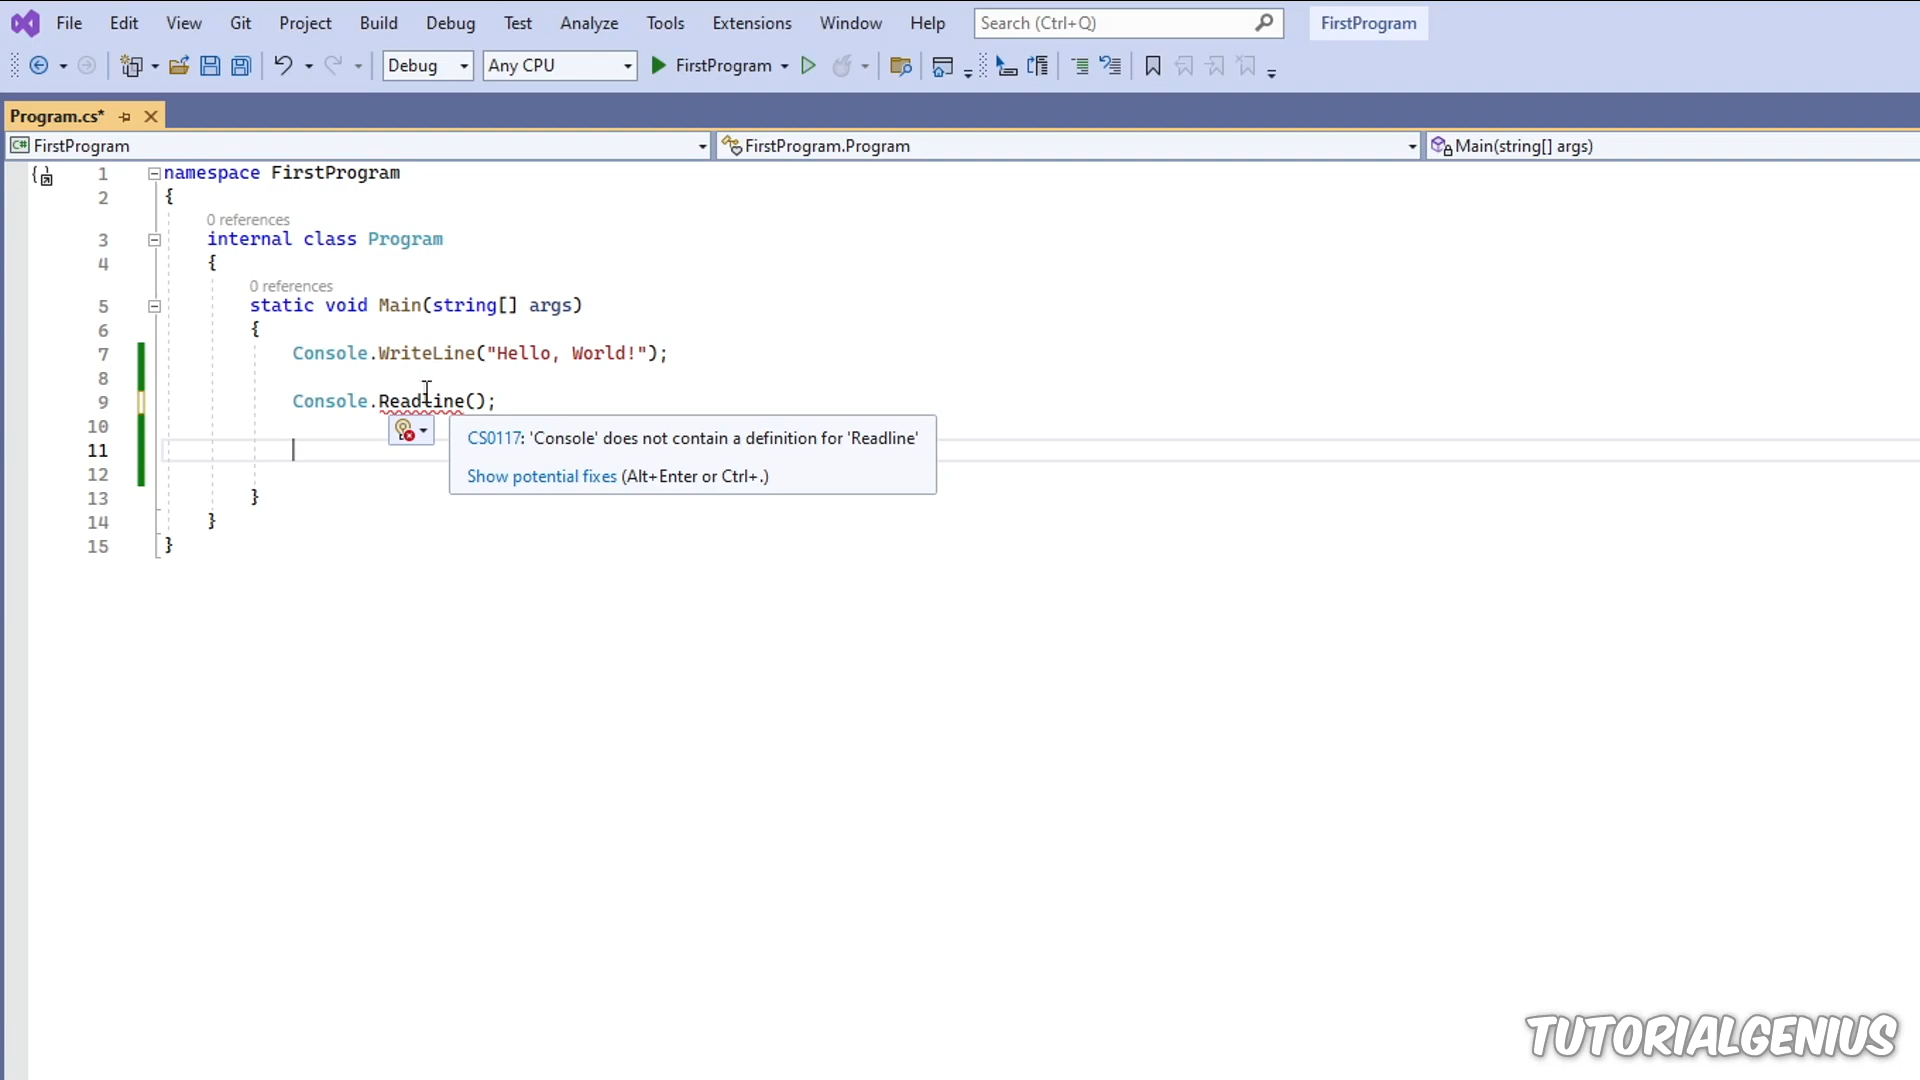 File Edit View Git Project Build Debug Test Analyze Tools Extensions Window Help Search (Ctrl+Q) FirstProgram
Debug Any CPU FirstProgram
Program.cs*
C# FirstProgram FirstProgram.Program Main(string[] args)
1 namespace FirstProgram
2 {
0 references
3 internal class Program
4 {
0 references
5 static void Main(string[] args)
6 {
7 Console.WriteLine("Hello, World!");
8
9 Console.Readline();
10
CS0117: 'Console' does not contain a definition for 'Readline'
11
Show potential fixes (Alt+Enter or Ctrl+.)
12
13 }
14 }
15 }
TUTORIALGENIUS